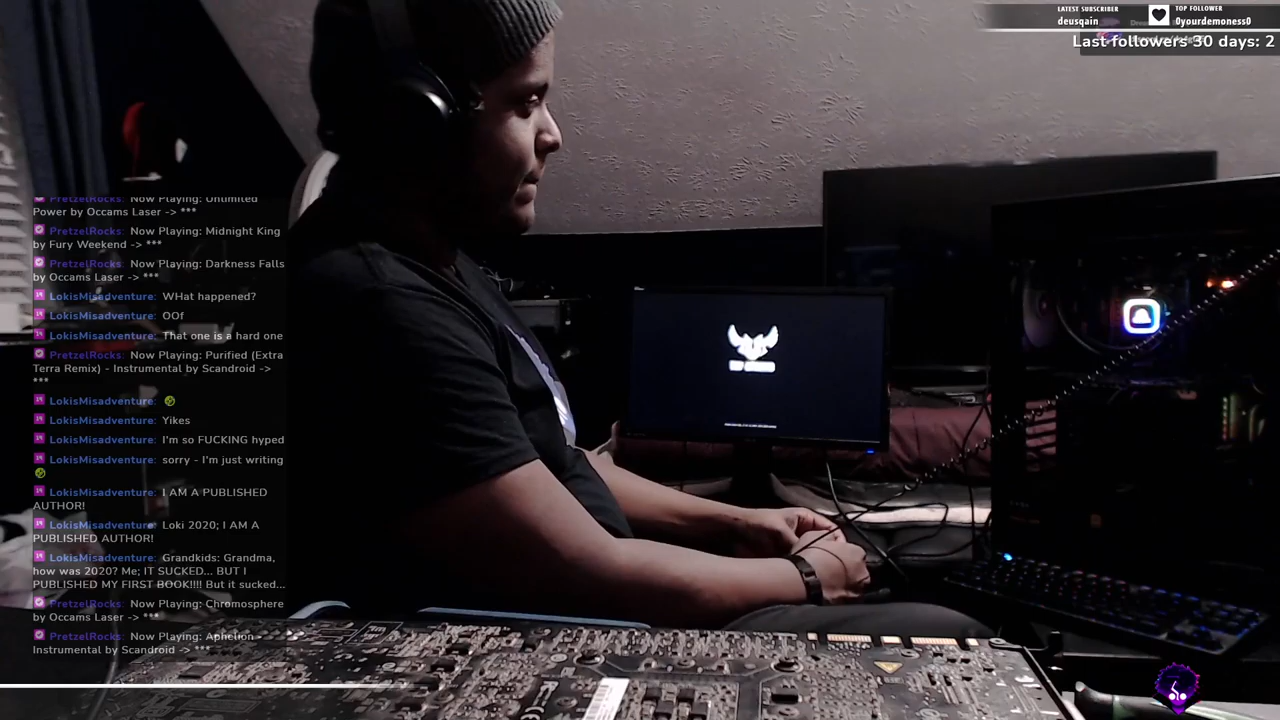 LATEST SUBSCRIBER
deusqain
TOP FOLLOWER
0yourdemoness0
Last followers 30 days: 2
PretzelRocks: Now Playing: Unlimited
Power by Occams Laser -> ***
PretzelRocks: Now Playing: Midnight King
by Fury Weekend -> ***
PretzelRocks: Now Playing: Darkness Falls
by Occams Laser -> ***
LokisMisadventure: WHat happened?
LokisMisadventure: OOf
LokisMisadventure: That one is a hard one
PretzelRocks: Now Playing: Purified (Extra
Terra Remix) - Instrumental by Scandroid ->
***
LokisMisadventure:
LokisMisadventure: Yikes
LokisMisadventure: I'm so FUCKING hyped
LokisMisadventure: sorry - I'm just writing
LokisMisadventure: I AM A PUBLISHED
AUTHOR!
LokisMisadventure: Loki 2020; I AM A
PUBLISHED AUTHOR!
LokisMisadventure: Grandkids: Grandma,
how was 2020? Me; IT SUCKED... BUT I
PUBLISHED MY FIRST BOOK!!!! But it sucked...
PretzelRocks: Now Playing: Chromosphere
by Occams Laser -> ***
PretzelRocks: Now Playing: Aphelion -
Instrumental by Scandroid -> ***